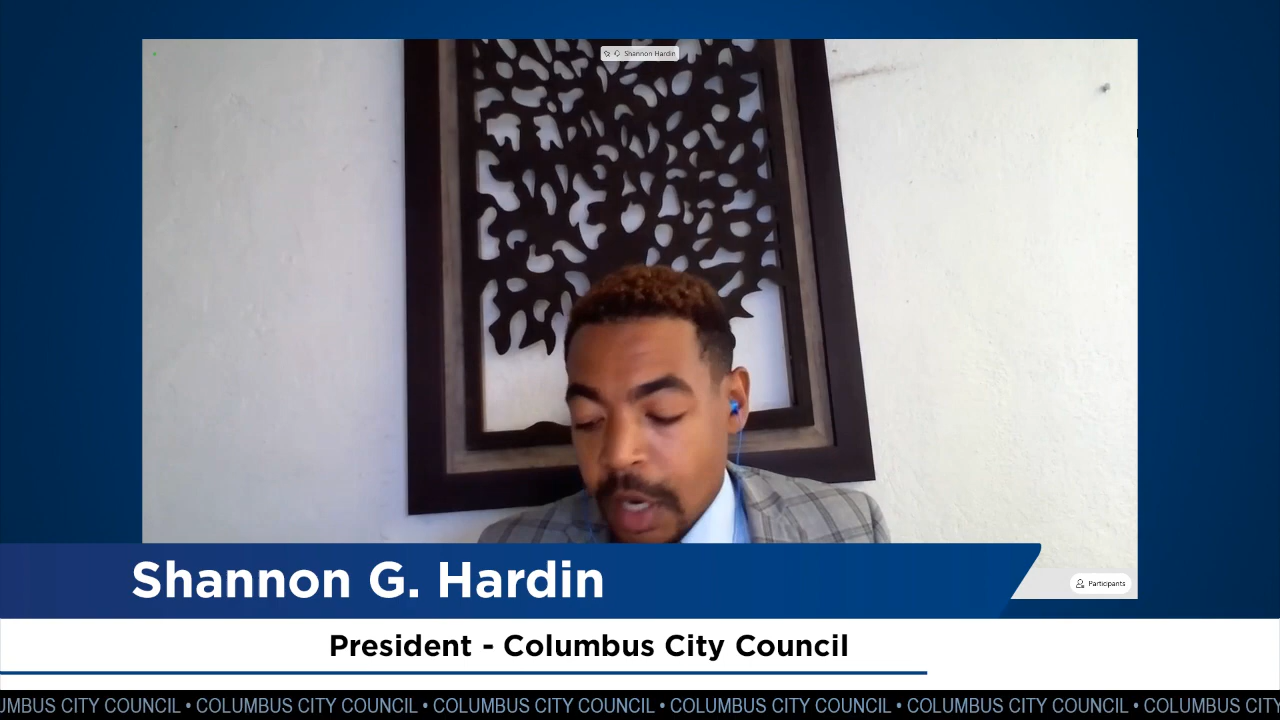 Shannon Hardin
Participants
Shannon G. Hardin
President - Columbus City Council
UMBUS CITY COUNCIL • COLUMBUS CITY COUNCIL • COLUMBUS CITY COUNCIL • COLUMBUS CITY COUNCIL • COLUMBUS CITY COUNCIL • COLUMBUS CITY